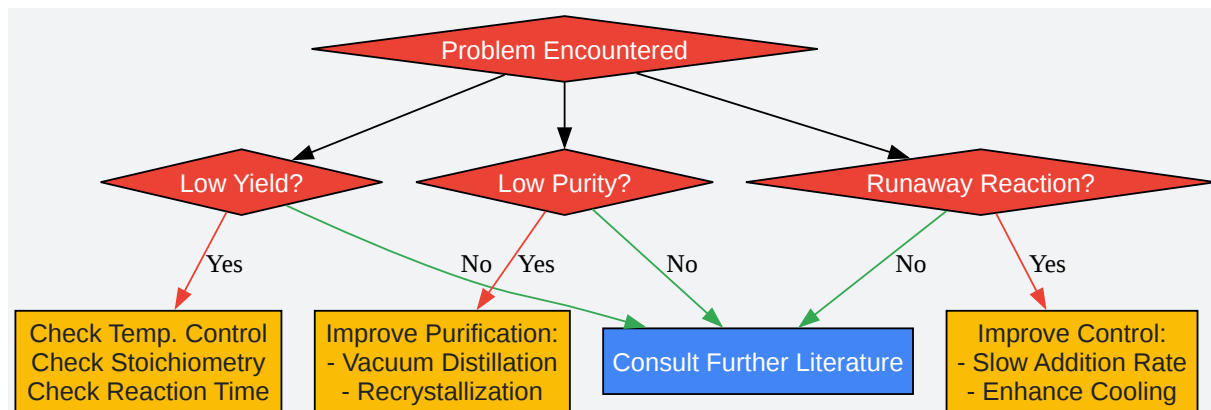 Problem Encountered
Low Yield?
Low Purity?
Runaway Reaction?
Yes
No
Yes
No
No
Yes
Check Temp. Control
Check Stoichiometry
Check Reaction Time
Improve Purification:
- Vacuum Distillation
- Recrystallization
Consult Further Literature
Improve Control:
- Slow Addition Rate
- Enhance Cooling